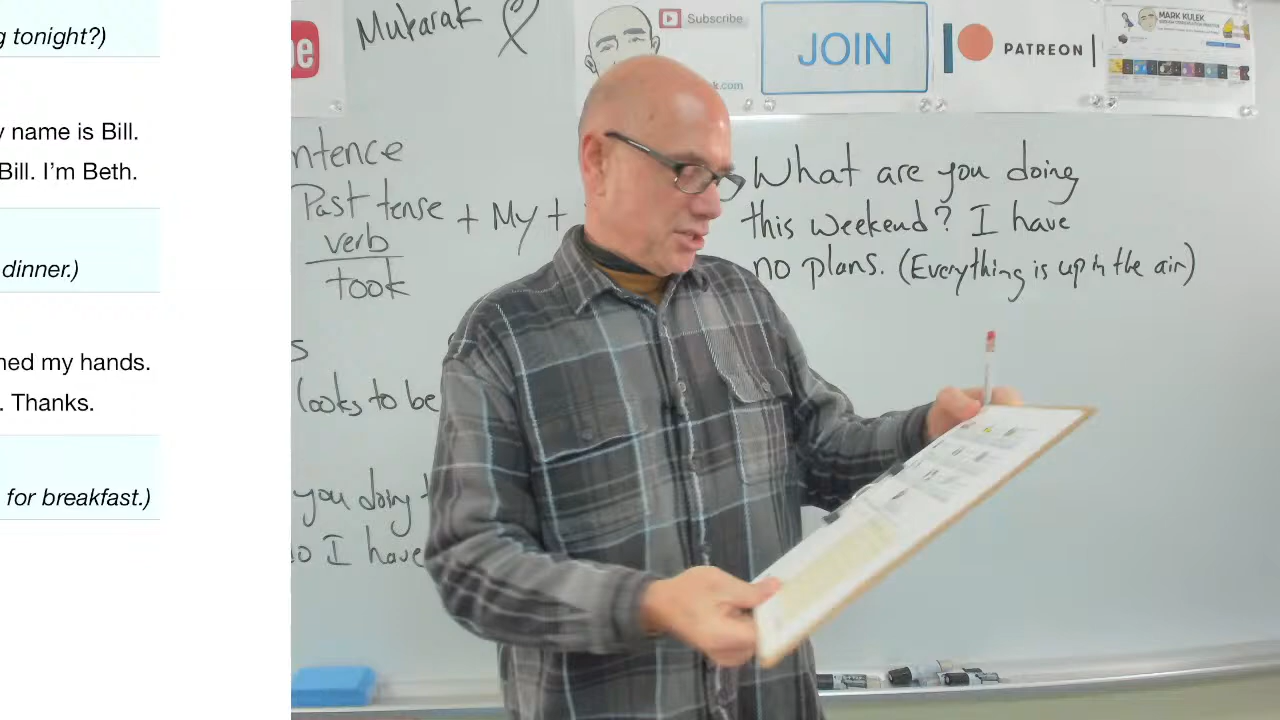 g tonight?)
y name is Bill.
Bill. I'm Beth.
dinner.)
ned my hands.
. Thanks.
for breakfast.)
be
Mubarak
Subscribe
k.com
JOIN
PATREON
MARK KULEK
ntence
Past tense + My +
verb
took
s
looks to be
you doing t
o I have
What are you doing
this weekend? I have
no plans. (Everything is up in the air)